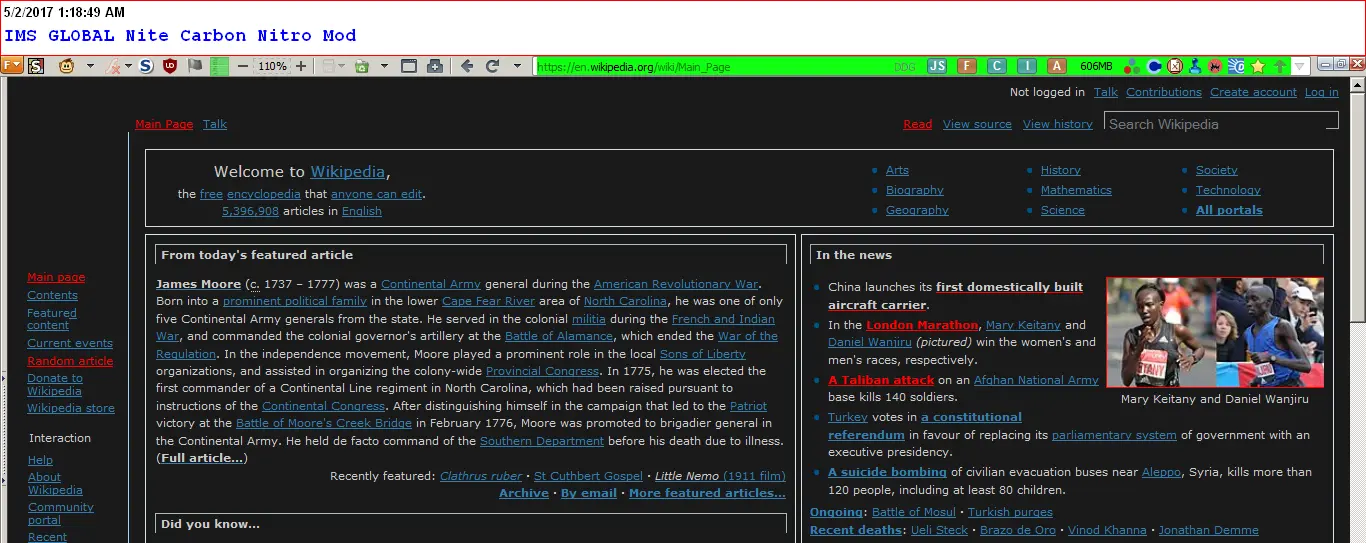 5/2/2017 1:18:49 AM
IMS GLOBAL Nite Carbon Nitro Mod
F S S UD 110% https://en.wikipedia.org/wiki/Main_Page DDG JS F C I A 606MB
Not logged in Talk Contributions Create account Log in
Main Page Talk Read View source View history Search Wikipedia
Welcome to Wikipedia,
the free encyclopedia that anyone can edit.
5,396,908 articles in English
Arts History Society
Biography Mathematics Technology
Geography Science All portals
Main page
Contents
Featured
content
Current events
Random article
Donate to
Wikipedia
Wikipedia store
Interaction
Help
About
Wikipedia
Community
portal
Recent
From today's featured article
James Moore (c. 1737 – 1777) was a Continental Army general during the American Revolutionary War.
Born into a prominent political family in the lower Cape Fear River area of North Carolina, he was one of only
five Continental Army generals from the state. He served in the colonial militia during the French and Indian
War, and commanded the colonial governor's artillery at the Battle of Alamance, which ended the War of the
Regulation. In the independence movement, Moore played a prominent role in the local Sons of Liberty
organizations, and assisted in organizing the colony-wide Provincial Congress. In 1775, he was elected the
first commander of a Continental Line regiment in North Carolina, which had been raised pursuant to
instructions of the Continental Congress. After distinguishing himself in the campaign that led to the Patriot
victory at the Battle of Moore's Creek Bridge in February 1776, Moore was promoted to brigadier general in
the Continental Army. He held de facto command of the Southern Department before his death due to illness.
(Full article...)
Recently featured: Clathrus ruber · St Cuthbert Gospel · Little Nemo (1911 film)
Archive · By email · More featured articles...
Did you know...
In the news
China launches its first domestically built
aircraft carrier.
In the London Marathon, Mary Keitany and
Daniel Wanjiru (pictured) win the women's and
men's races, respectively.
A Taliban attack on an Afghan National Army
base kills 140 soldiers.
Turkey votes in a constitutional
referendum in favour of replacing its parliamentary system of government with an
executive presidency.
A suicide bombing of civilian evacuation buses near Aleppo, Syria, kills more than
120 people, including at least 80 children.
Mary Keitany and Daniel Wanjiru
Ongoing: Battle of Mosul · Turkish purges
Recent deaths: Ueli Steck · Brazo de Oro · Vinod Khanna · Jonathan Demme